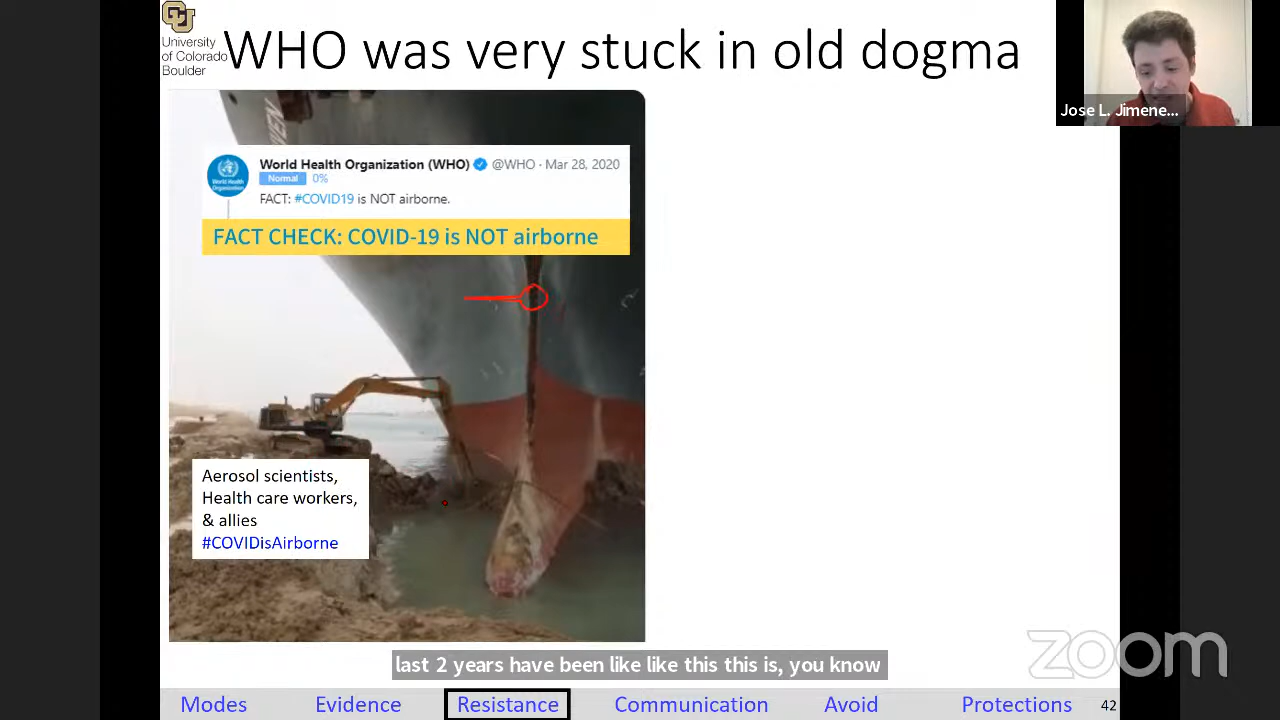 University
of Colorado
Boulder
WHO was very stuck in old dogma
Jose L. Jimene...
World Health Organization (WHO) @WHO · Mar 28, 2020
Normal 0%
FACT: #COVID19 is NOT airborne.
FACT CHECK: COVID-19 is NOT airborne
Aerosol scientists,
Health care workers,
& allies
#COVIDisAirborne
last 2 years have been like like this this is, you know
zoom
Modes Evidence Resistance Communication Avoid Protections 42